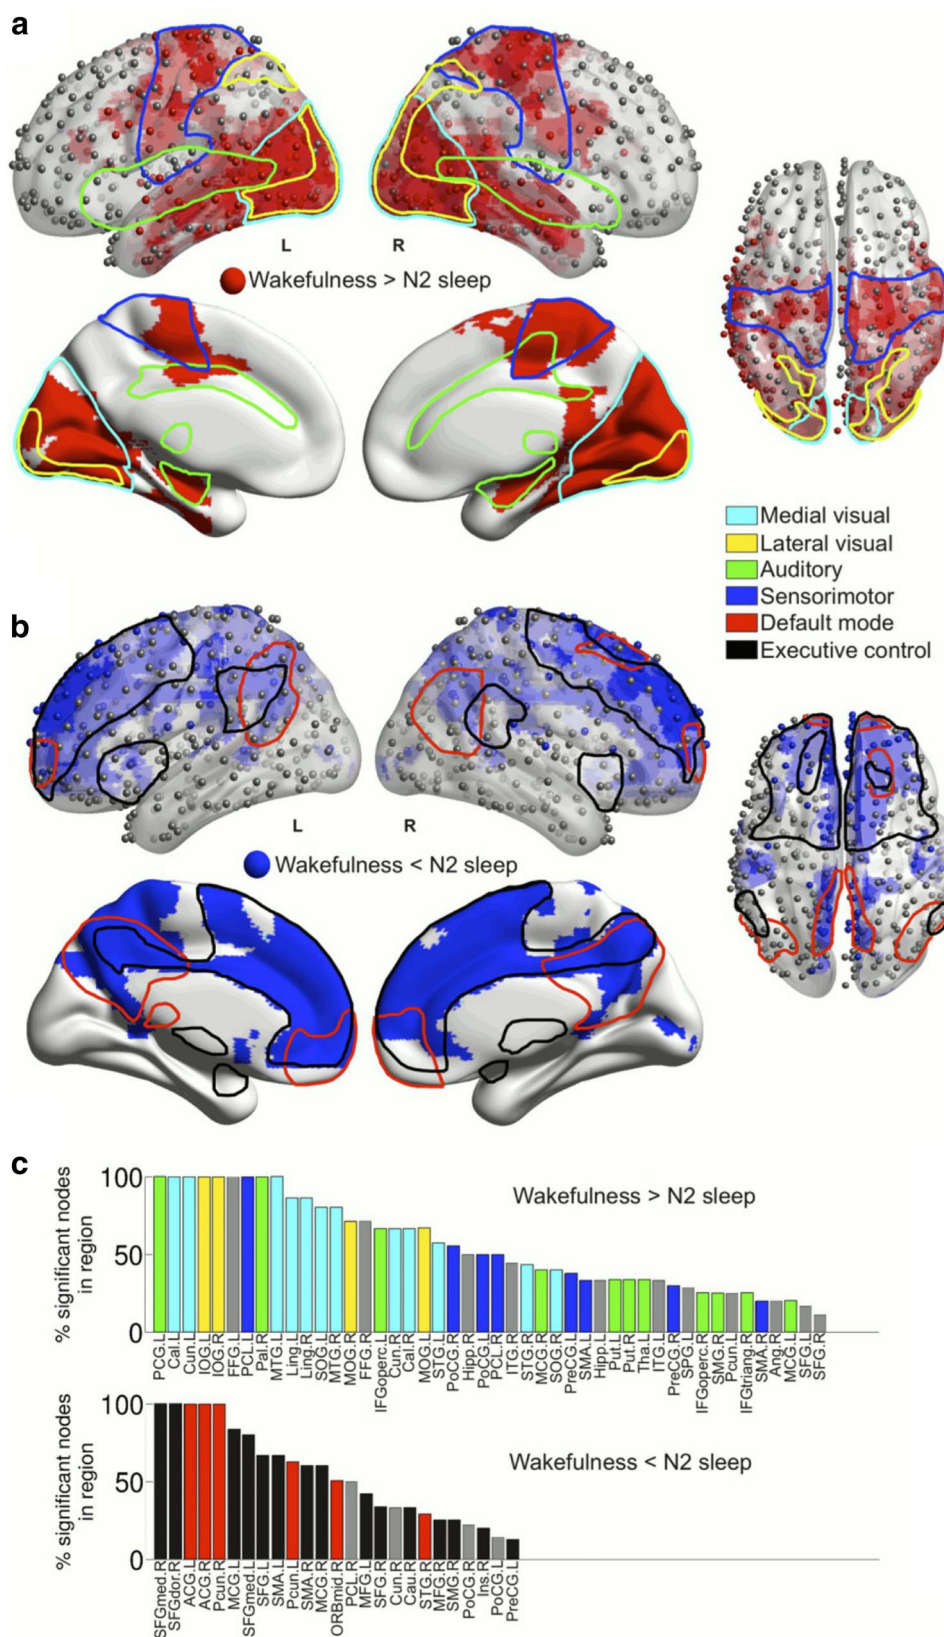 a
L
R
Wakefulness > N2 sleep
Medial visual
Lateral visual
Auditory
Sensorimotor
Default mode
Executive control
b
L
R
Wakefulness < N2 sleep
c
% significant nodes
in region
100
50
0
Wakefulness > N2 sleep
PCG.L
Cal.L
Cun.L
IOG.L
IOG.R
FFG.L
PCL.L
Pal.R
MTG.L
Ling.L
Ling.R
SOG.L
MTG.R
MOG.R
FFG.R
IFGoperc.L
Cun.R
Cal.R
MOG.L
STG.L
PoCG.R
Hipp.R
PoCG.L
PCL.R
ITG.R
STG.R
MCG.R
SOG.R
PreCG.L
SMA.L
Hipp.L
Put.L
Put.R
Tha.L
ITG.L
PreCG.R
SPG.L
IFGoperc.R
SMG.R
Pcun.L
IFGtriang.R
SMA.R
Ang.R
MCG.L
SFG.L
SFG.R
% significant nodes
in region
100
50
0
Wakefulness < N2 sleep
SFGmed.R
SFGdor.R
ACG.L
ACG.R
Pcun.R
MCG.L
SFGmed.L
SFG.L
SMA.L
Pcun.L
SMA.R
MCG.R
ORBmid.R
PCL.R
MFG.L
SFG.R
Cun.R
Cau.R
STG.R
MFG.R
SMG.R
PoCG.R
Ins.R
PoCG.L
PreCG.L